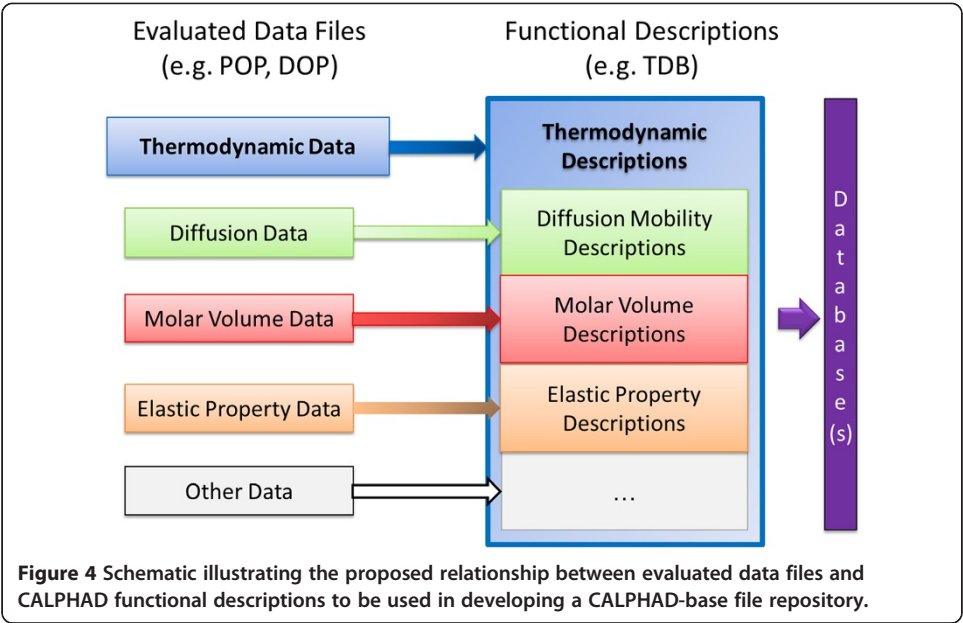 Evaluated Data Files
(e.g. POP, DOP)
Functional Descriptions
(e.g. TDB)
Thermodynamic Data
Diffusion Data
Molar Volume Data
Elastic Property Data
Other Data
Thermodynamic
Descriptions
Diffusion Mobility
Descriptions
Molar Volume
Descriptions
Elastic Property
Descriptions
...
D
a
t
a
b
a
s
e
(s)
Figure 4 Schematic illustrating the proposed relationship between evaluated data files and
CALPHAD functional descriptions to be used in developing a CALPHAD-base file repository.